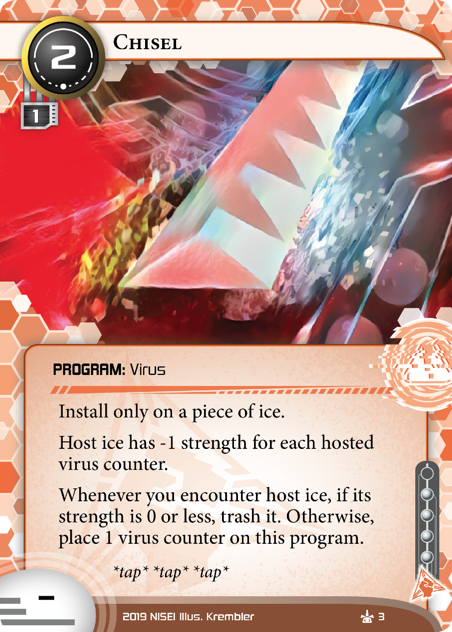 2
CHISEL
1
PROGRAM: Virus
Install only on a piece of ice.
Host ice has -1 strength for each hosted
virus counter.
Whenever you encounter host ice, if its
strength is 0 or less, trash it. Otherwise,
place 1 virus counter on this program.
*tap* *tap* *tap*
-
2019 NISEI Illus. Krembler
3